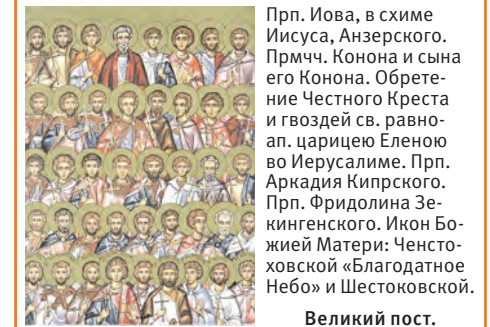 Прп. Иова, в схиме
Иисуса, Анзерского.
Прмчч. Конона и сына
его Конона. Обрете-
ние Честного Креста
и гвоздей св. равно-
ап. царицею Еленою
во Иерусалиме. Прп.
Аркадия Кипрского.
Прп. Фридолина Зе-
кингенского. Икон Бо-
жией Матери: Ченсто-
ховской «Благодатное
Небо» и Шестоковской.
Великий пост.